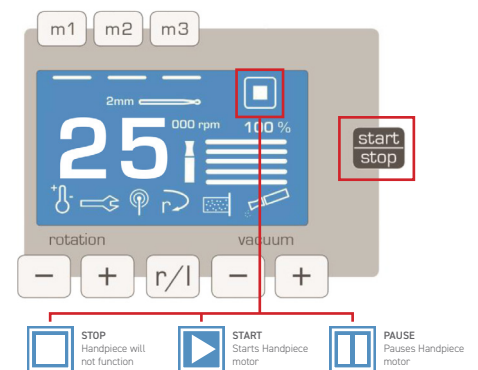 m1 m2 m3
2mm
25 000 rpm 100 %
start
stop
+ -
r
rotation vacuum
− + r/l − +
STOP
Handpiece will
not function
START
Starts Handpiece
motor
PAUSE
Pauses Handpiece
motor